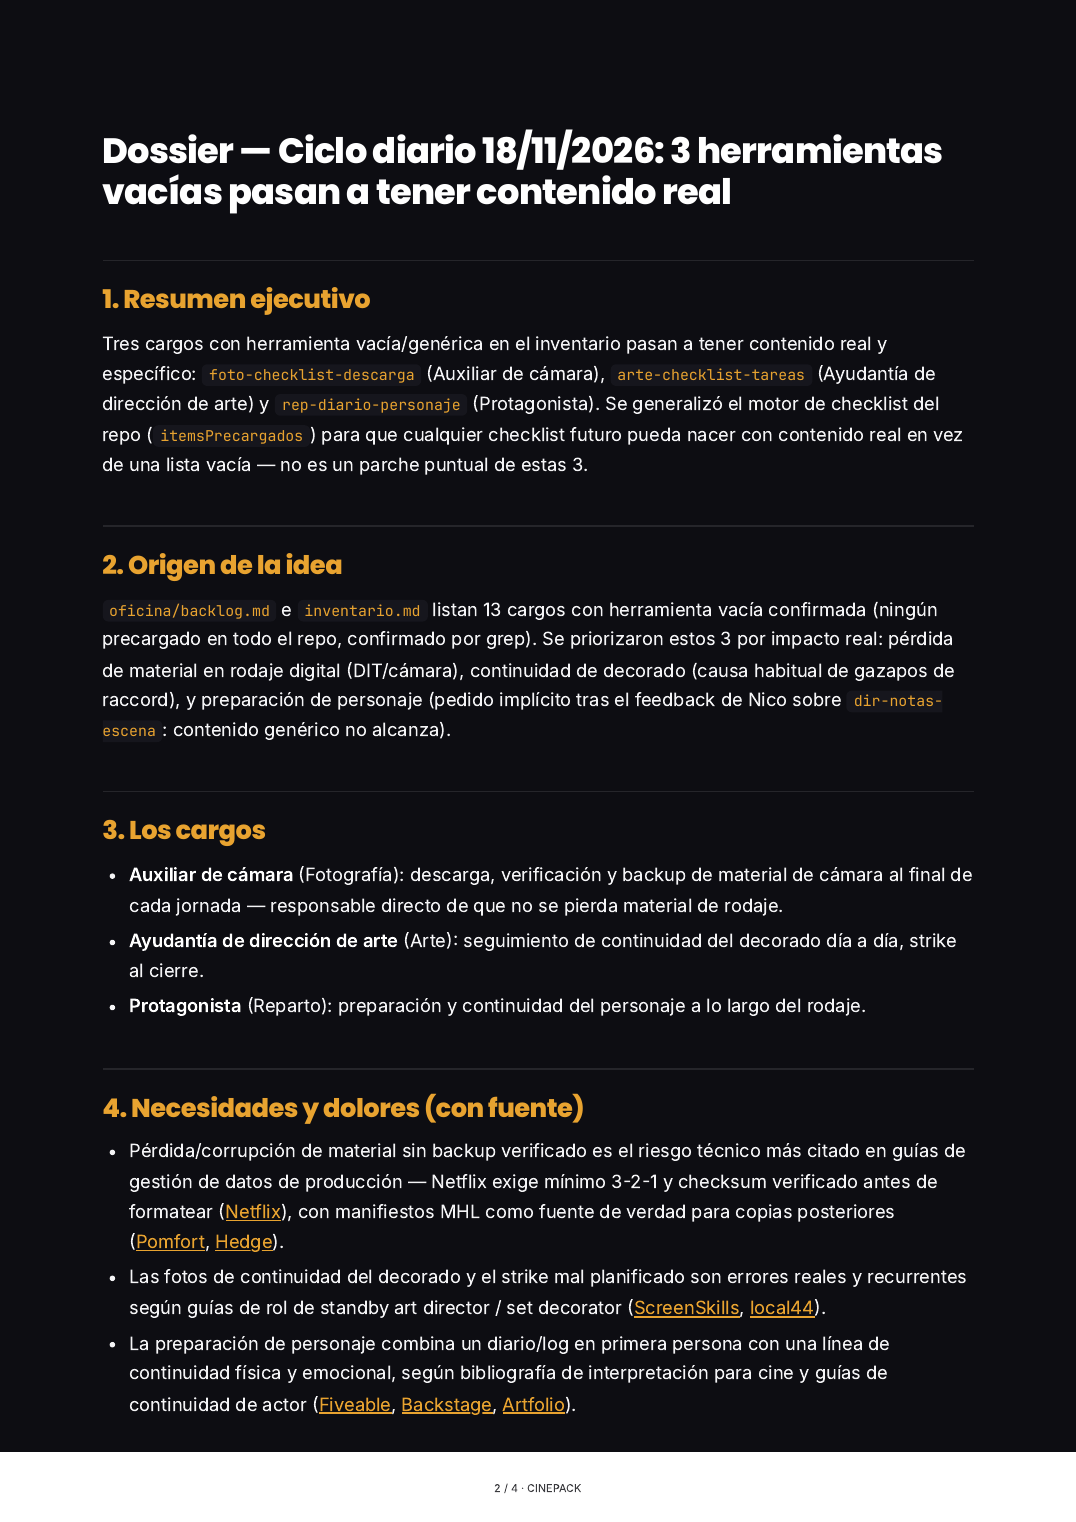 Dossier — Ciclo diario 18/11/2026: 3 herramientas
vacías pasan a tener contenido real
1. Resumen ejecutivo
Tres cargos con herramienta vacía/genérica en el inventario pasan a tener contenido real y
específico: foto-checklist-descarga (Auxiliar de cámara), arte-checklist-tareas (Ayudantía de
dirección de arte) y rep-diario-personaje (Protagonista). Se generalizó el motor de checklist del
repo ( itemsPrecargados ) para que cualquier checklist futuro pueda nacer con contenido real en vez
de una lista vacía — no es un parche puntual de estas 3.
2. Origen de la idea
oficina/backlog.md e inventario.md listan 13 cargos con herramienta vacía confirmada (ningún
precargado en todo el repo, confirmado por grep). Se priorizaron estos 3 por impacto real: pérdida
de material en rodaje digital (DIT/cámara), continuidad de decorado (causa habitual de gazapos de
raccord), y preparación de personaje (pedido implícito tras el feedback de Nico sobre dir-notas-
escena : contenido genérico no alcanza).
3. Los cargos
• Auxiliar de cámara (Fotografía): descarga, verificación y backup de material de cámara al final de
cada jornada — responsable directo de que no se pierda material de rodaje.
• Ayudantía de dirección de arte (Arte): seguimiento de continuidad del decorado día a día, strike
al cierre.
• Protagonista (Reparto): preparación y continuidad del personaje a lo largo del rodaje.
4. Necesidades y dolores (con fuente)
• Pérdida/corrupción de material sin backup verificado es el riesgo técnico más citado en guías de
gestión de datos de producción — Netflix exige mínimo 3-2-1 y checksum verificado antes de
formatear (Netflix), con manifiestos MHL como fuente de verdad para copias posteriores
(Pomfort, Hedge).
• Las fotos de continuidad del decorado y el strike mal planificado son errores reales y recurrentes
según guías de rol de standby art director / set decorator (ScreenSkills, local44).
• La preparación de personaje combina un diario/log en primera persona con una línea de
continuidad física y emocional, según bibliografía de interpretación para cine y guías de
continuidad de actor (Fiveable, Backstage, Artfolio).
2 / 4 · CINEPACK